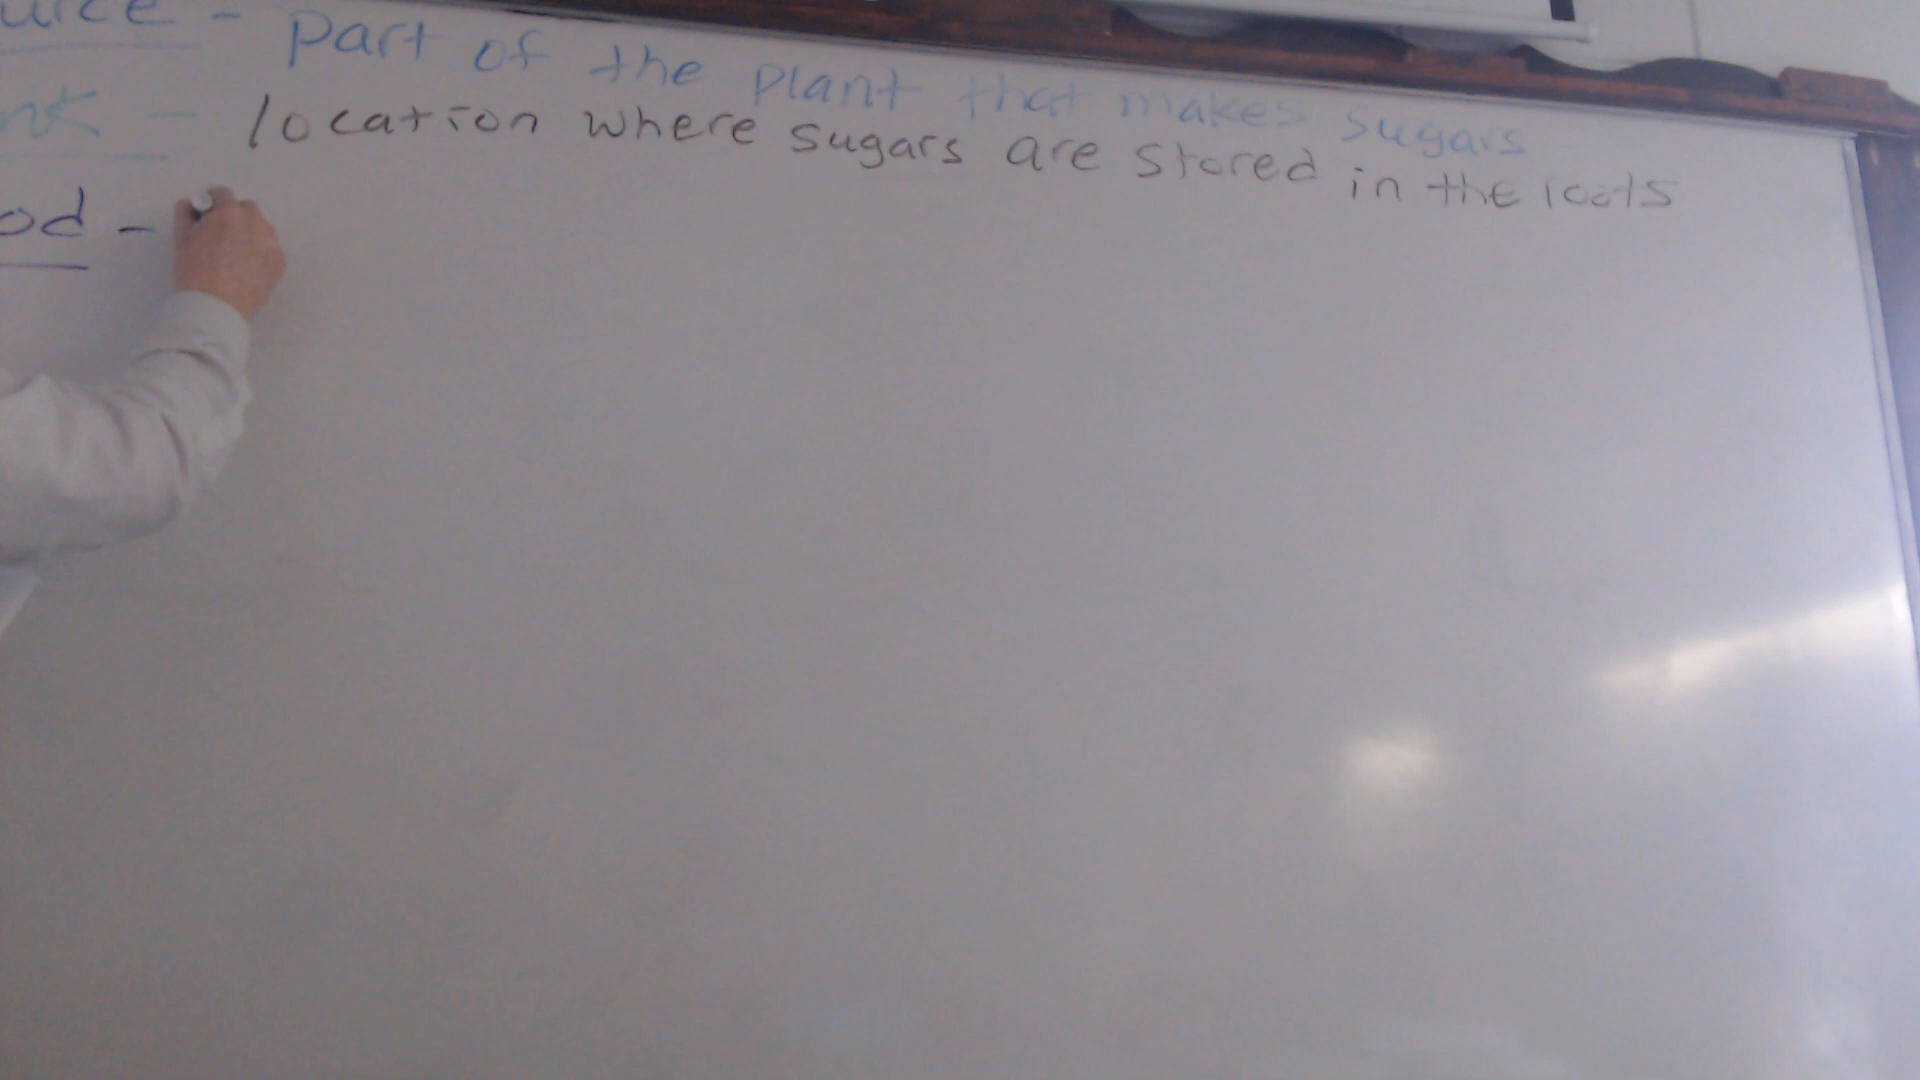 urce - part of the plant that makes sugars
nk - location where sugars are stored in the roots
od -